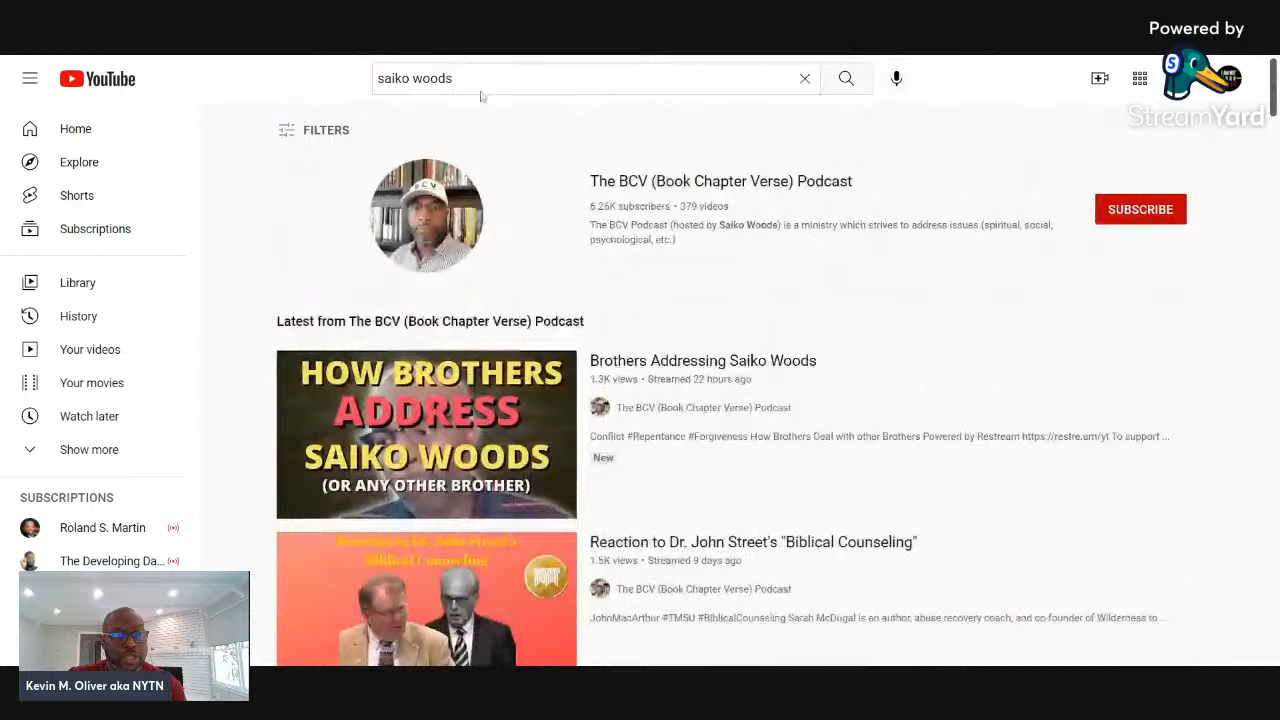 Powered by
StreamYard
YouTube
saiko woods
Home
Explore
Shorts
Subscriptions
Library
History
Your videos
Your movies
Watch later
Show more
SUBSCRIPTIONS
Roland S. Martin
The Developing Da...
Kevin M. Oliver aka NYTN
FILTERS
BCV
The BCV (Book Chapter Verse) Podcast
6.26K subscribers • 379 videos
The BCV Podcast (hosted by Saiko Woods) is a ministry which strives to address issues (spiritual, social,
psychological, etc.)
SUBSCRIBE
Latest from The BCV (Book Chapter Verse) Podcast
HOW BROTHERS
ADDRESS
SAIKO WOODS
(OR ANY OTHER BROTHER)
Brothers Addressing Saiko Woods
1.3K views • Streamed 22 hours ago
The BCV (Book Chapter Verse) Podcast
Conflict #Repentance #Forgiveness How Brothers Deal with other Brothers Powered by Restream https://restre.am/yt To support ...
New
Biblical Counseling
Reaction to Dr. John Street's "Biblical Counseling"
1.5K views • Streamed 9 days ago
The BCV (Book Chapter Verse) Podcast
JohnMacArthur #TMSU #BiblicalCounseling Sarah McDugal is an author, abuse recovery coach, and co-founder of Wilderness to ...